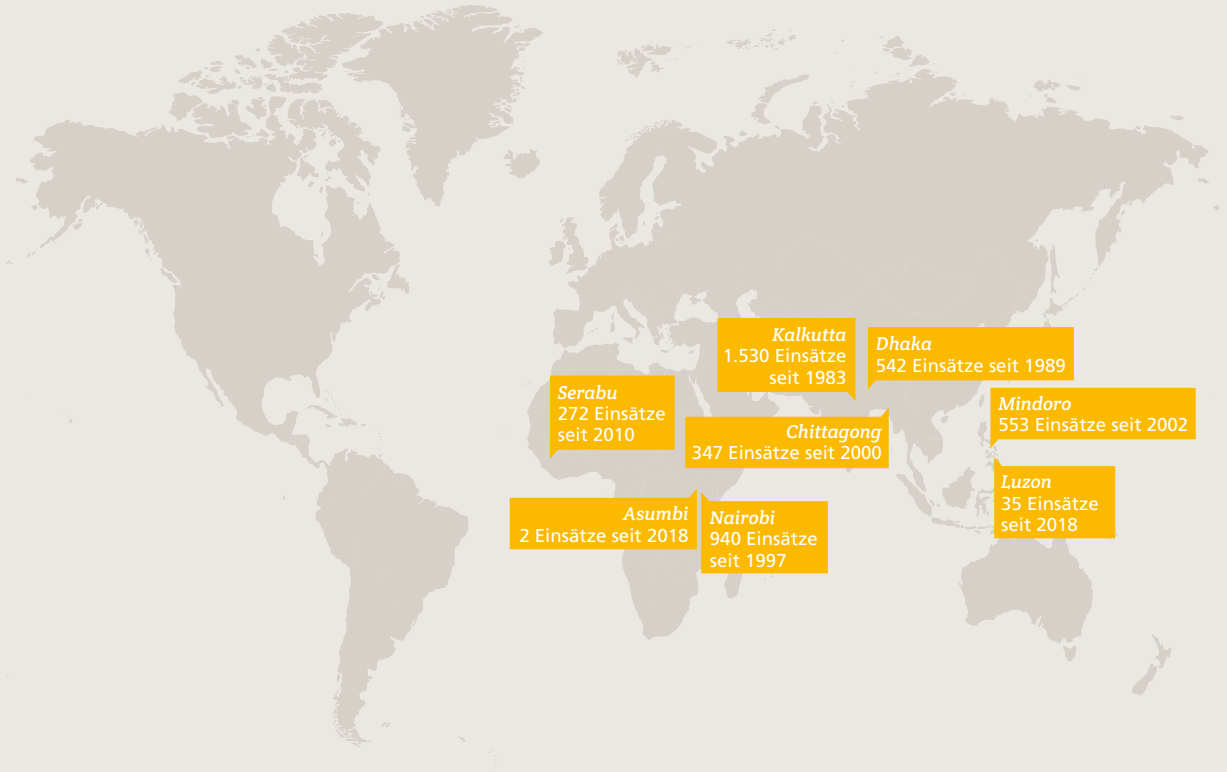 Kalkutta
1.530 Einsätze
seit 1983
Dhaka
542 Einsätze seit 1989
Serabu
272 Einsätze
seit 2010
Mindoro
553 Einsätze seit 2002
Chittagong
347 Einsätze seit 2000
Luzon
35 Einsätze
seit 2018
Asumbi
2 Einsätze seit 2018
Nairobi
940 Einsätze
seit 1997